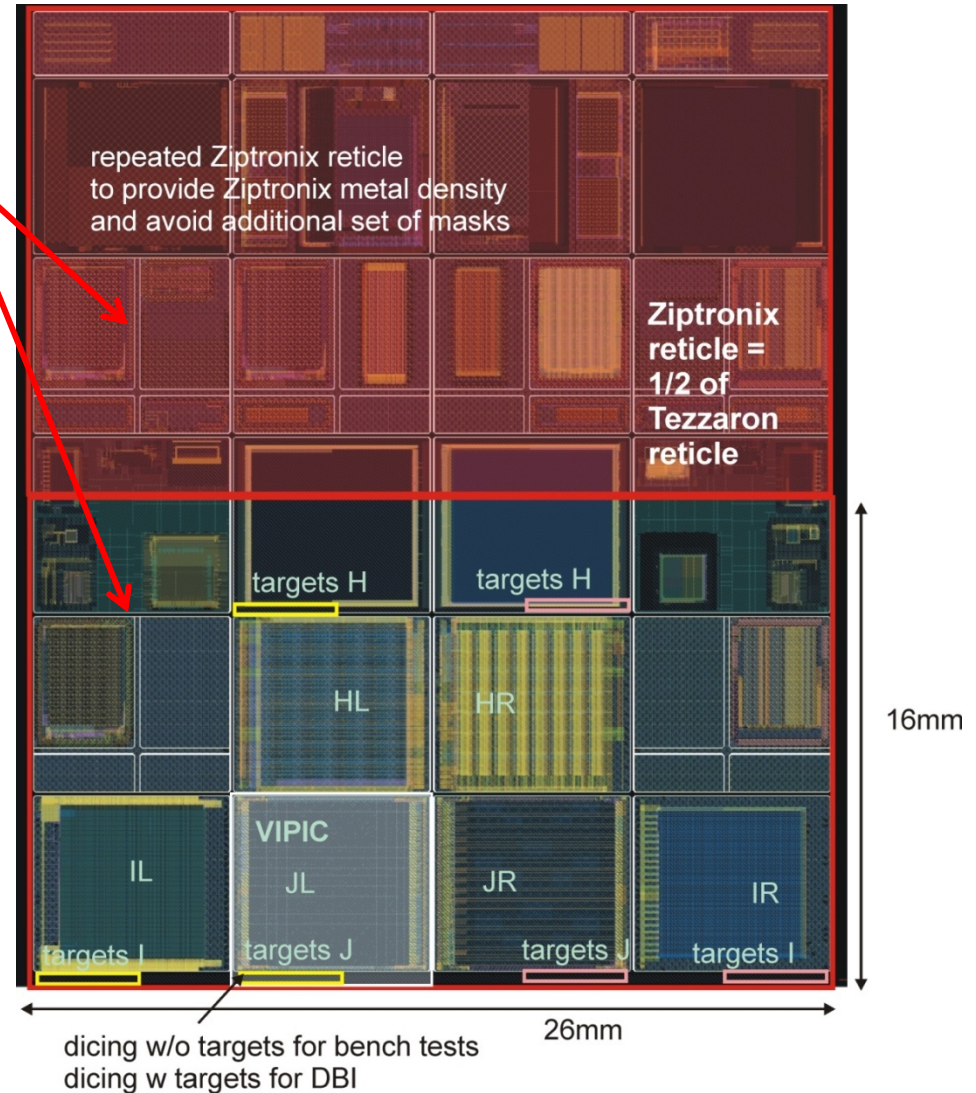 repeated Ziptronix reticle
to provide Ziptronix metal density
and avoid additional set of masks
Ziptronix
reticle =
1/2 of
Tezzaron
reticle
targets H
targets H
HL
HR
16mm
VIPIC
IL
JL
JR
IR
targets I
targets J
targets J
targets I
26mm
dicing w/o targets for bench tests
dicing w targets for DBI